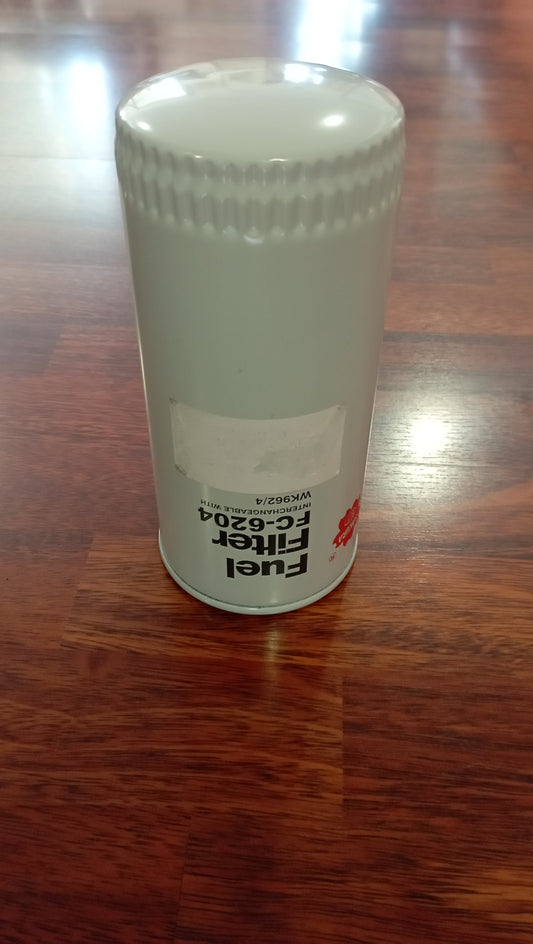 Fuel
Filter
FC-6204
INTERCHANGEABLE WITH
WK962/4
®